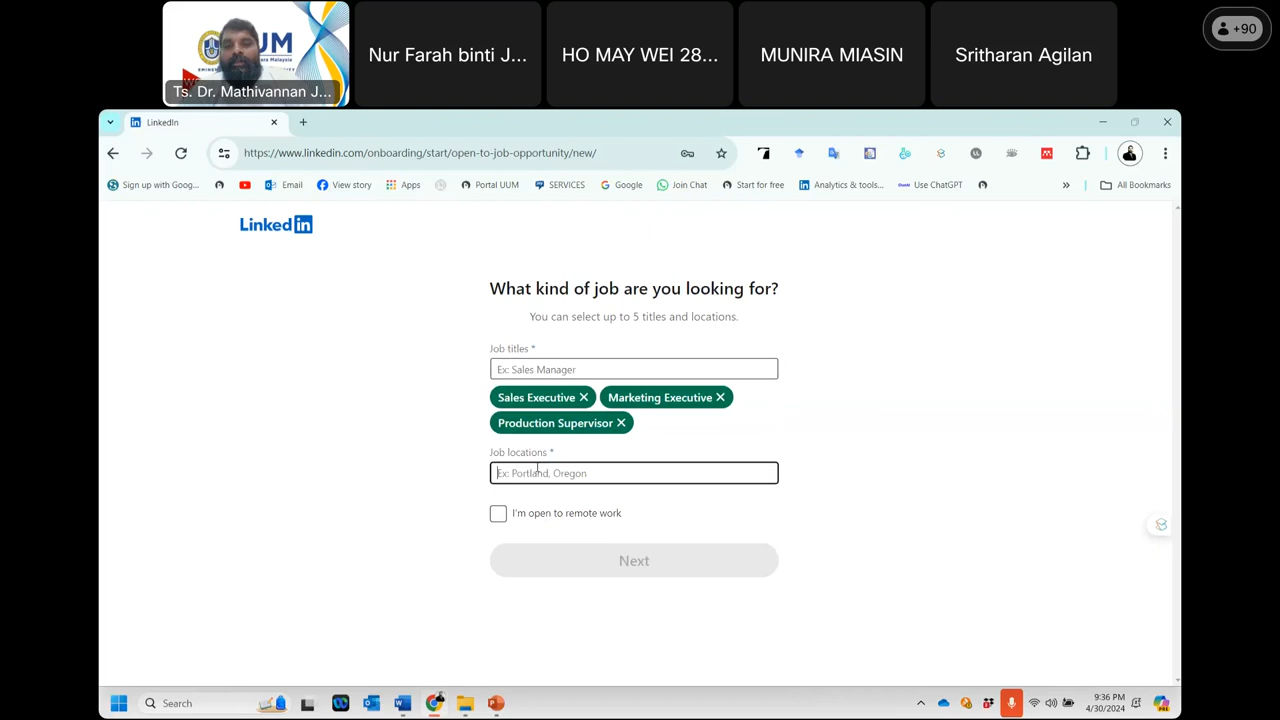 UM
ara Malaysia
Ts. Dr. Mathivannan J...
Nur Farah binti J...
HO MAY WEI 28...
MUNIRA MIASIN
Sritharan Agilan
+90
LinkedIn
https://www.linkedin.com/onboarding/start/open-to-job-opportunity/new/
Sign up with Goog...
Email
View story
Apps
Portal UUM
SERVICES
Google
Join Chat
Start for free
Analytics & tools...
Use ChatGPT
»
All Bookmarks
Linked in
What kind of job are you looking for?
You can select up to 5 titles and locations.
Job titles *
Ex: Sales Manager
Sales Executive ✕ Marketing Executive ✕
Production Supervisor ✕
Job locations *
Ex: Portland, Oregon
I'm open to remote work
Next
Search
9:36 PM
4/30/2024